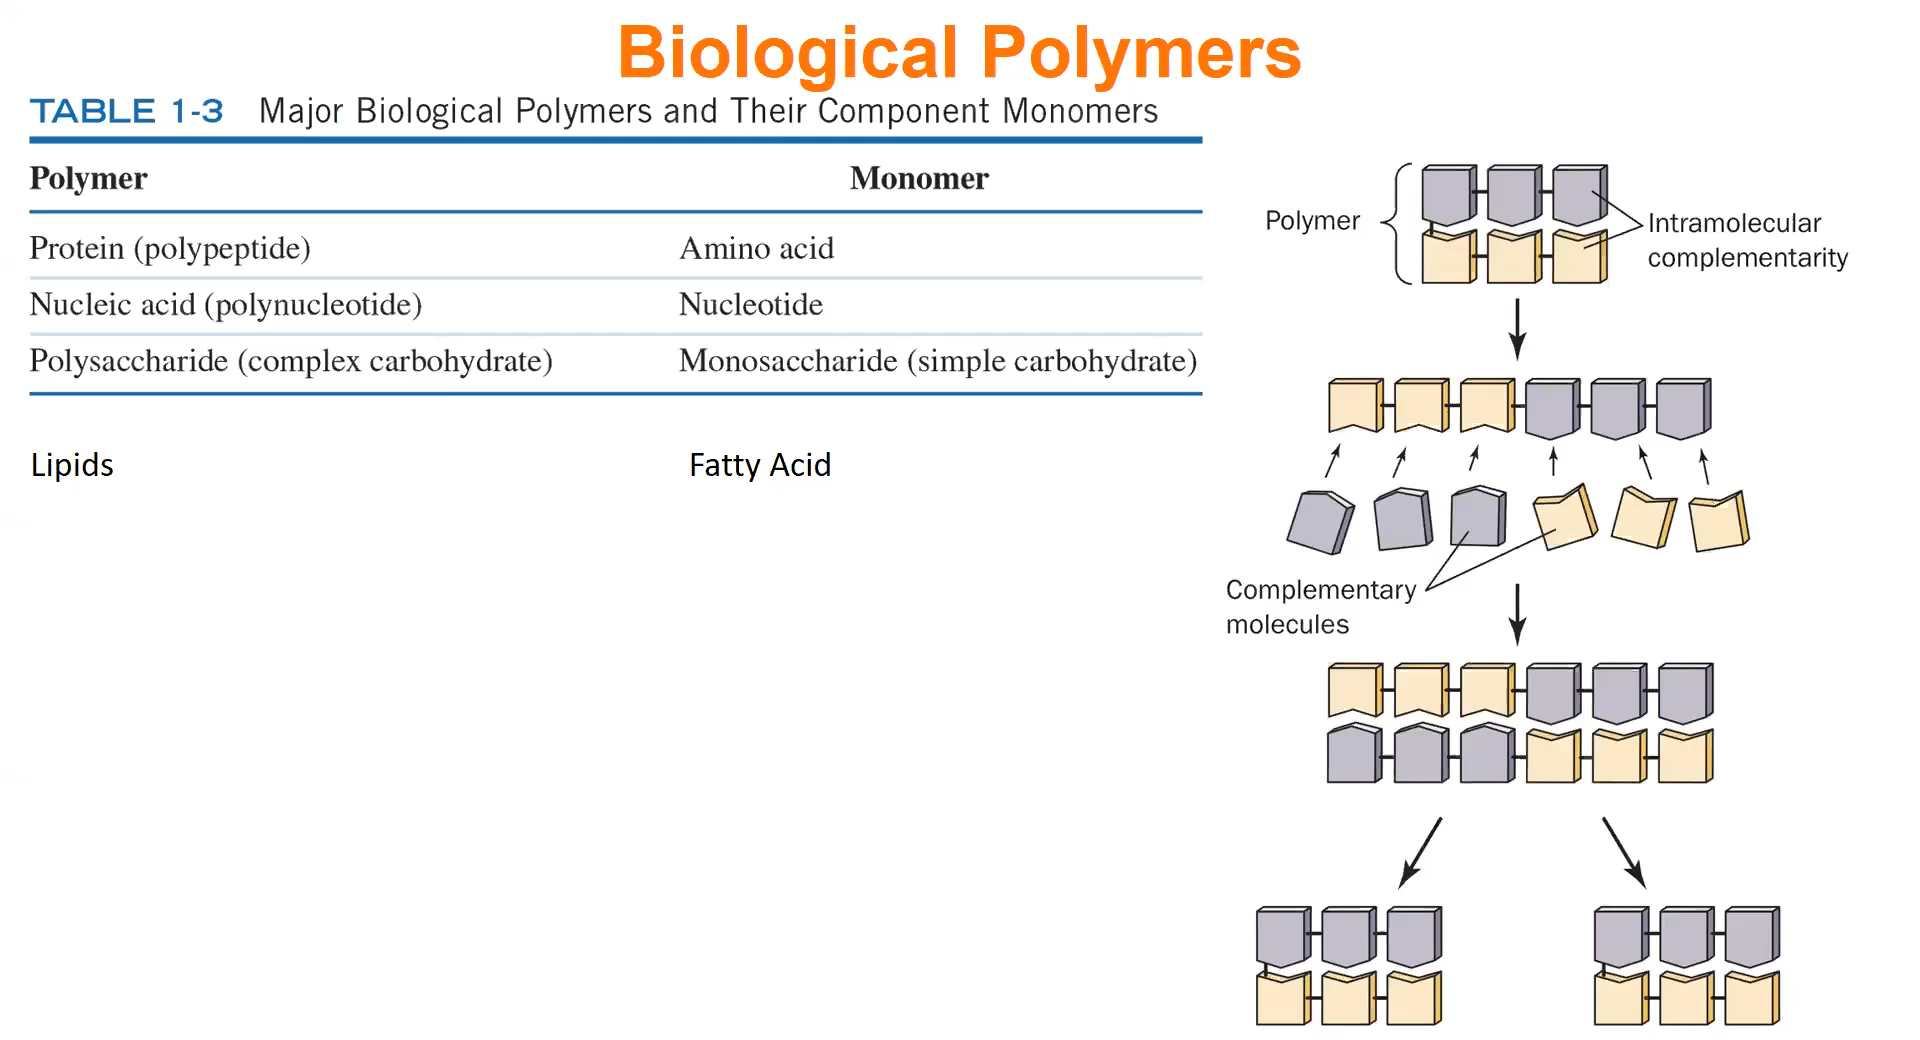 Biological Polymers
TABLE 1-3 Major Biological Polymers and Their Component Monomers
Polymer Monomer
Protein (polypeptide) Amino acid
Nucleic acid (polynucleotide) Nucleotide
Polysaccharide (complex carbohydrate) Monosaccharide (simple carbohydrate)
Lipids Fatty Acid
Polymer
Intramolecular
complementarity
Complementary
molecules